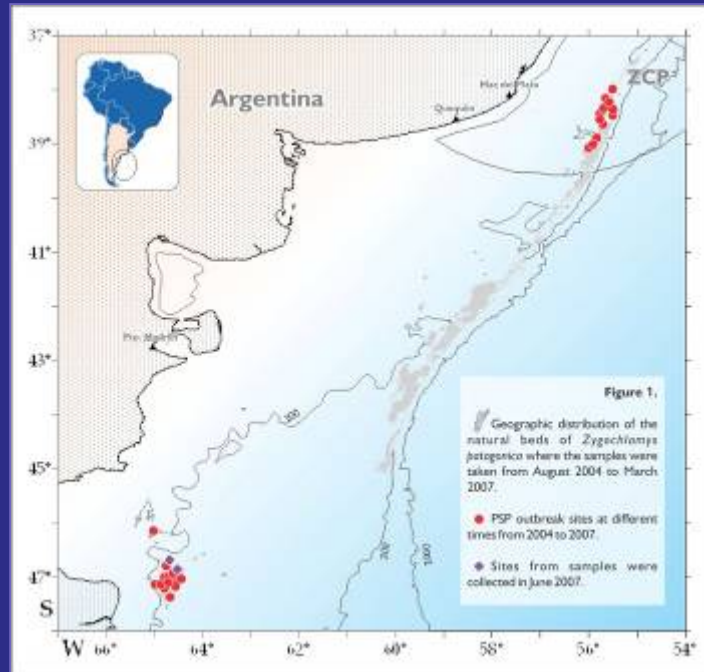 37°
39°
41°
43°
45°
47°
S
W 66° 64° 62° 60° 58° 56° 54°
Argentina
Mar del Plata
Quequén
ZCP
Pto. Madryn
100
200
1000
Figure 1.
Geographic distribution of the
natural beds of Zygochlamys
patagonica where the samples were
taken from August 2004 to March
2007.
PSP outbreak sites at different
times from 2004 to 2007.
Sites from samples were
collected in June 2007.